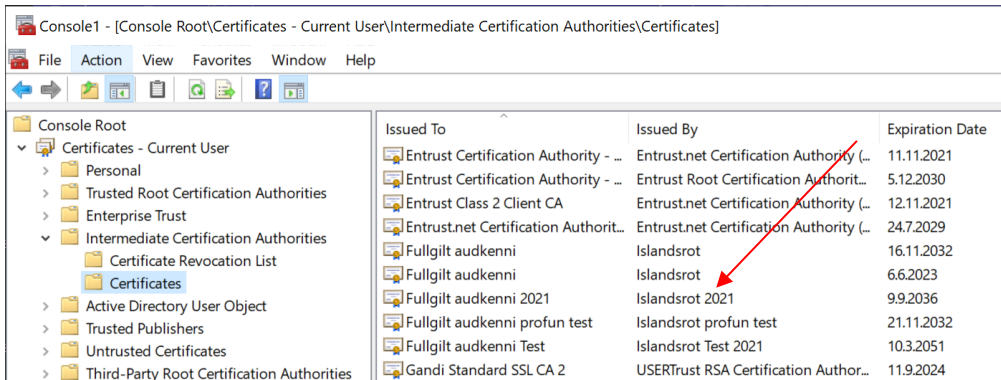 Console1 - [Console Root\Certificates - Current User\Intermediate Certification Authorities\Certificates]
File Action View Favorites Window Help
Console Root
Certificates - Current User
Personal
Trusted Root Certification Authorities
Enterprise Trust
Intermediate Certification Authorities
Certificate Revocation List
Certificates
Active Directory User Object
Trusted Publishers
Untrusted Certificates
Third-Party Root Certification Authorities
Issued To Issued By Expiration Date
Entrust Certification Authority - ... Entrust.net Certification Authority (... 11.11.2021
Entrust Certification Authority - ... Entrust Root Certification Authorit... 5.12.2030
Entrust Class 2 Client CA Entrust.net Certification Authority (... 12.11.2021
Entrust.net Certification Authorit... Entrust.net Certification Authority (... 24.7.2029
Fullgilt audkenni Islandsrot 16.11.2032
Fullgilt audkenni Islandsrot 6.6.2023
Fullgilt audkenni 2021 Islandsrot 2021 9.9.2036
Fullgilt audkenni profun test Islandsrot profun test 21.11.2032
Fullgilt audkenni Test Islandsrot Test 2021 10.3.2051
Gandi Standard SSL CA 2 USERTrust RSA Certification Author... 11.9.2024